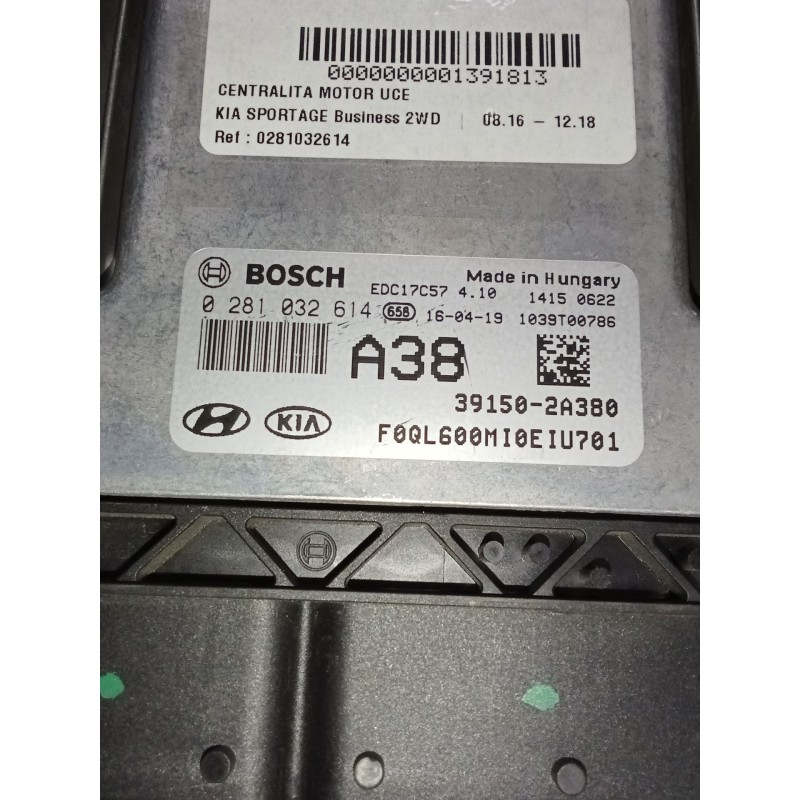 0000000001391813
CENTRALITA MOTOR UCE
KIA SPORTAGE Business 2WD | 08.16 - 12.18
Ref : 0281032614
BOSCH EDC17C57 4.10 Made in Hungary 1415 0622
0 281 032 614 658 16-04-19 1039T00786
A38
39150-2A380
KIA F0QL600MI0EIU701